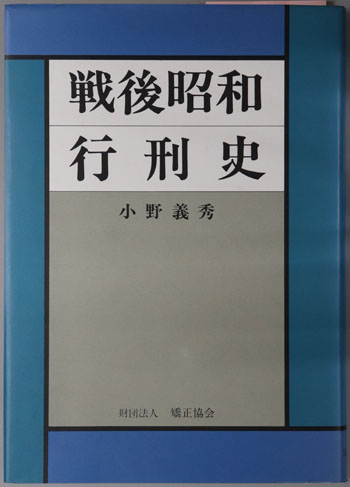 戦後昭和
行刑史
小野義秀
財団法人 矯正協会